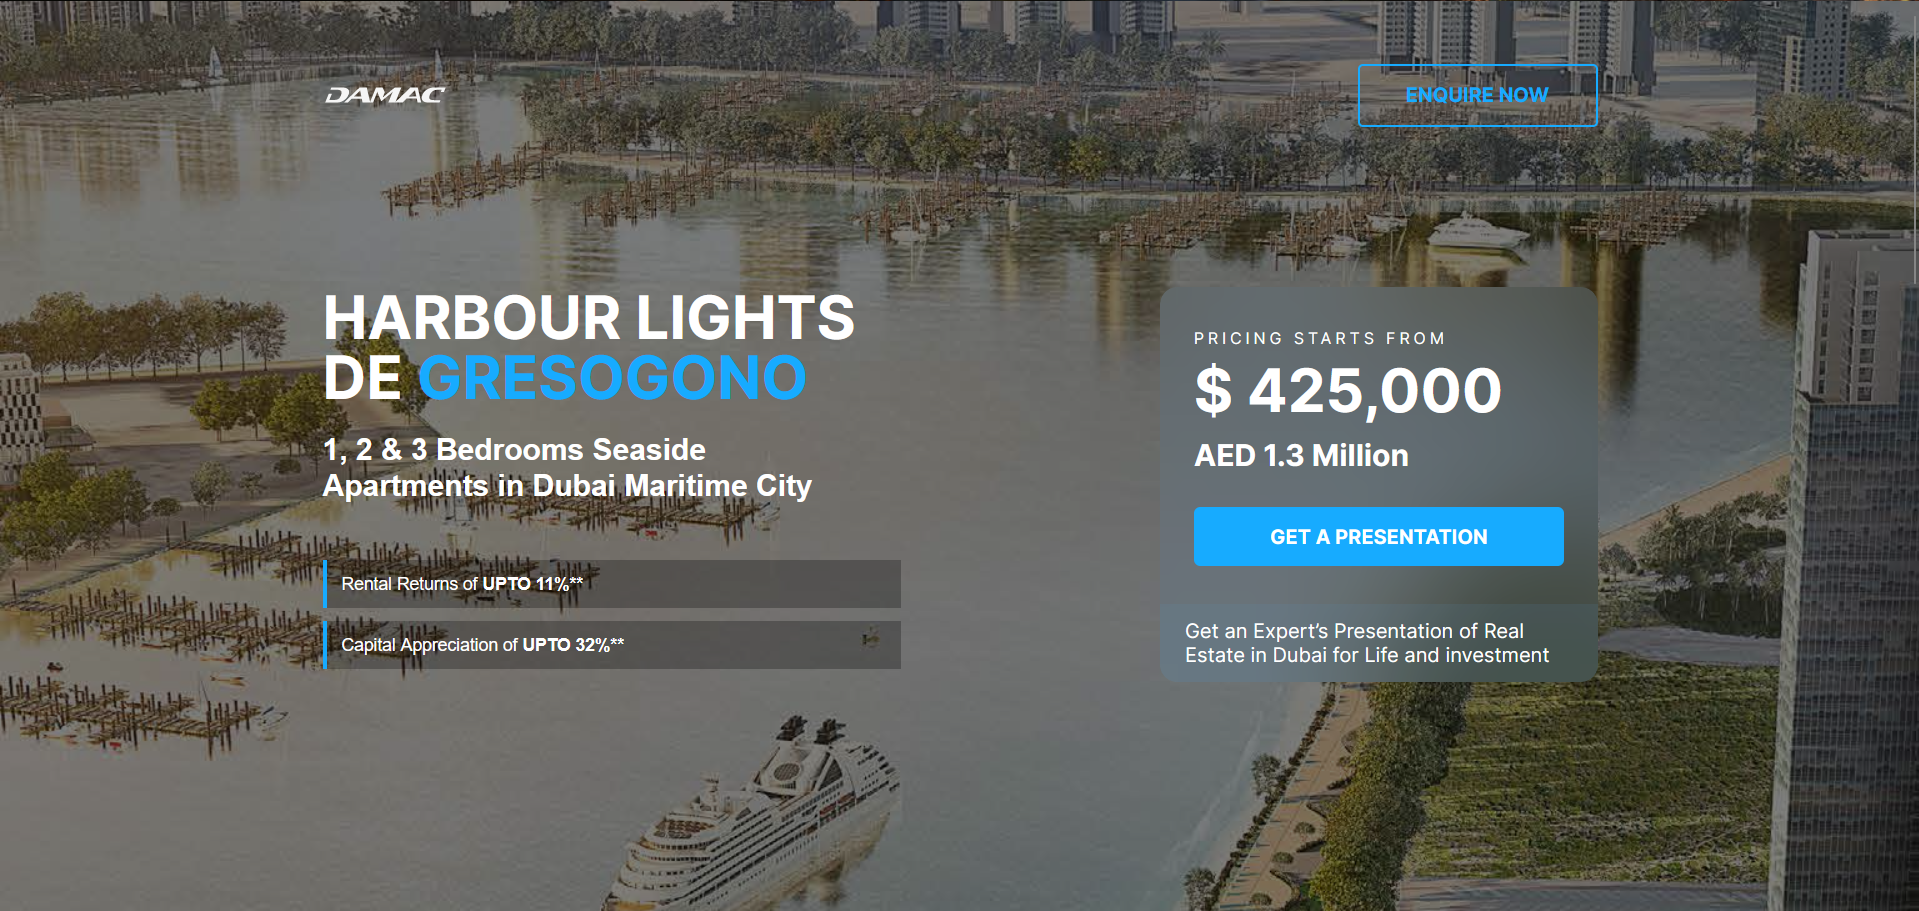 DAMAC
ENQUIRE NOW
HARBOUR LIGHTS
DE GRESOGONO
1, 2 & 3 Bedrooms Seaside
Apartments in Dubai Maritime City
Rental Returns of UPTO 11%**
Capital Appreciation of UPTO 32%**
PRICING STARTS FROM
$ 425,000
AED 1.3 Million
GET A PRESENTATION
Get an Expert’s Presentation of Real
Estate in Dubai for Life and investment